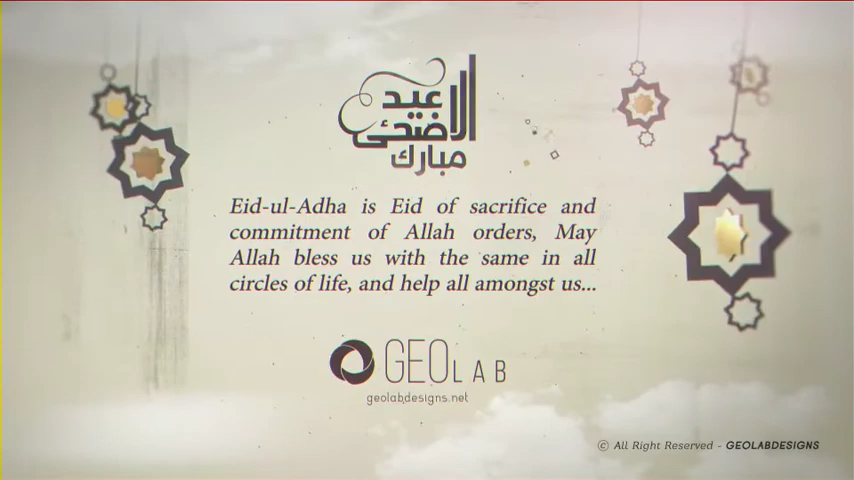 عيد
الاضحى
مبارك
Eid-ul-Adha is Eid of sacrifice and
commitment of Allah orders, May
Allah bless us with the same in all
circles of life, and help all amongst us...
GEOLAB
geolabdesigns.net
© All Right Reserved - GEOLABDESIGNS